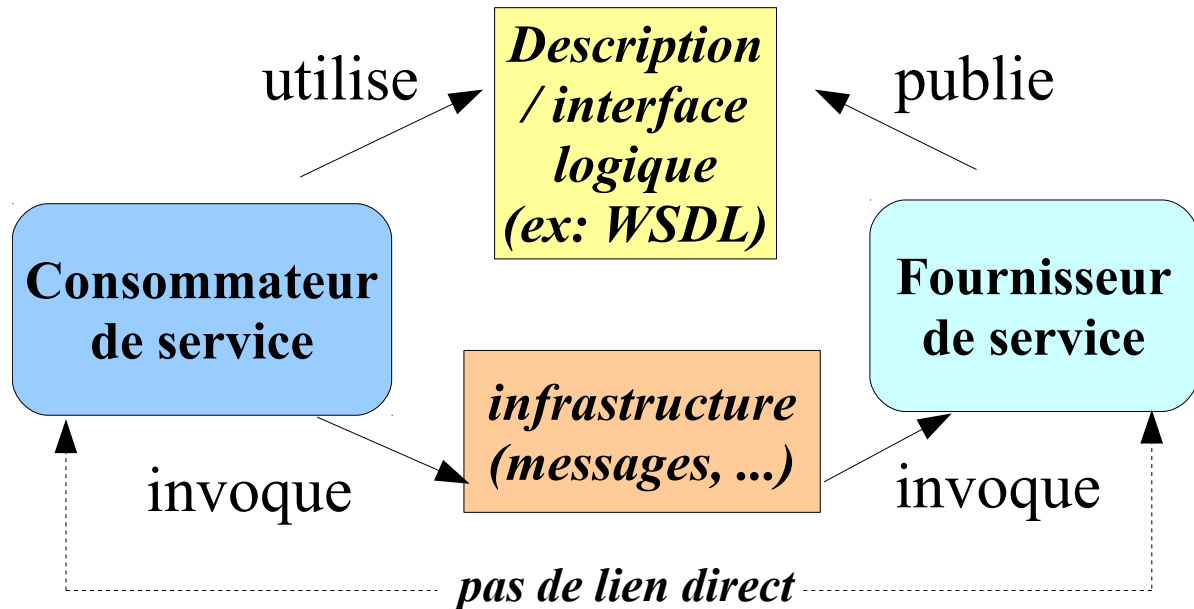 utilise
Description
/ interface
logique
(ex: WSDL)
publie
Consommateur
de service
Fournisseur
de service
infrastructure
(messages, ...)
invoque
invoque
pas de lien direct